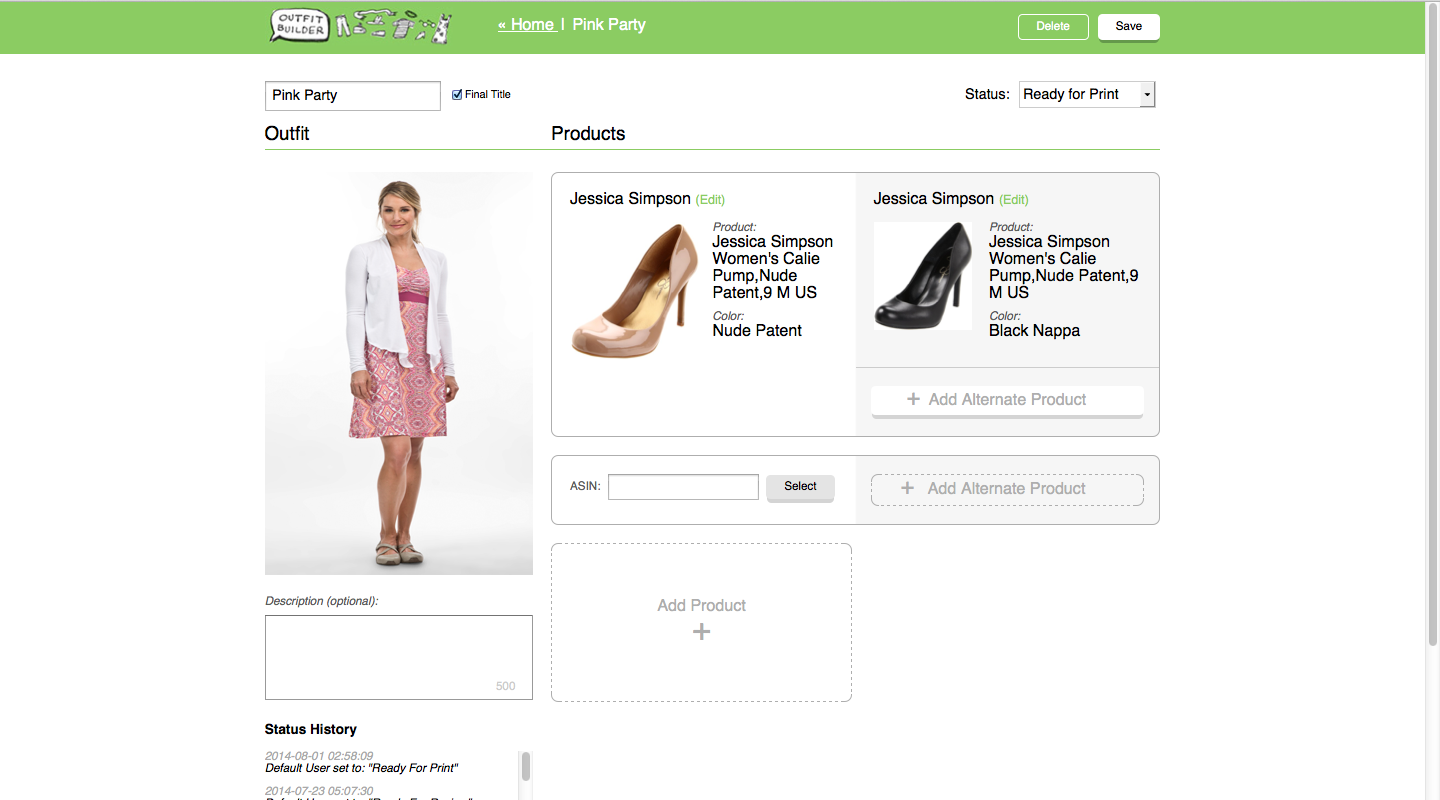 OUTFIT
BUILDER
« Home | Pink Party
Delete
Save
Pink Party
Final Title
Status: Ready for Print
Outfit
Products
Jessica Simpson (Edit)
Product:
Jessica Simpson
Women's Calie
Pump,Nude
Patent,9 M US
Color:
Nude Patent
Jessica Simpson (Edit)
Product:
Jessica Simpson
Women's Calie
Pump,Nude Patent,9
M US
Color:
Black Nappa
+ Add Alternate Product
ASIN:
Select
+ Add Alternate Product
Add Product
+
Description (optional):
500
Status History
2014-08-01 02:58:09
Default User set to: "Ready For Print"
2014-07-23 05:07:30